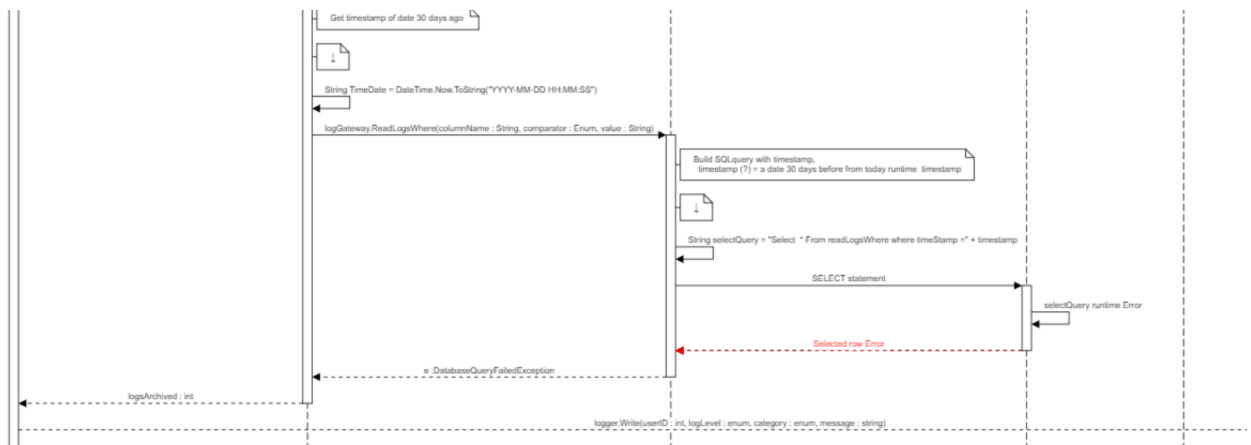 Get timestamp of date 30 days ago
↓
String TimeDate = DateTime.Now.ToString("YYYY-MM-DD HH:MM:SS")
logGateway.ReadLogsWhere(columnName : String, comparator : Enum, value : String)
Build SQLquery with timestamp,
timestamp (?) = a date 30 days before from today runtime timestamp
↓
String selectQuery = "Select * From readLogsWhere where timeStamp =" + timestamp
SELECT statement
selectQuery runtime Error
Selected row Error
e :DatabaseQueryFailedException
logsArchived : int
logger.Write(userID : int, logLevel : enum, category : enum, message : string)